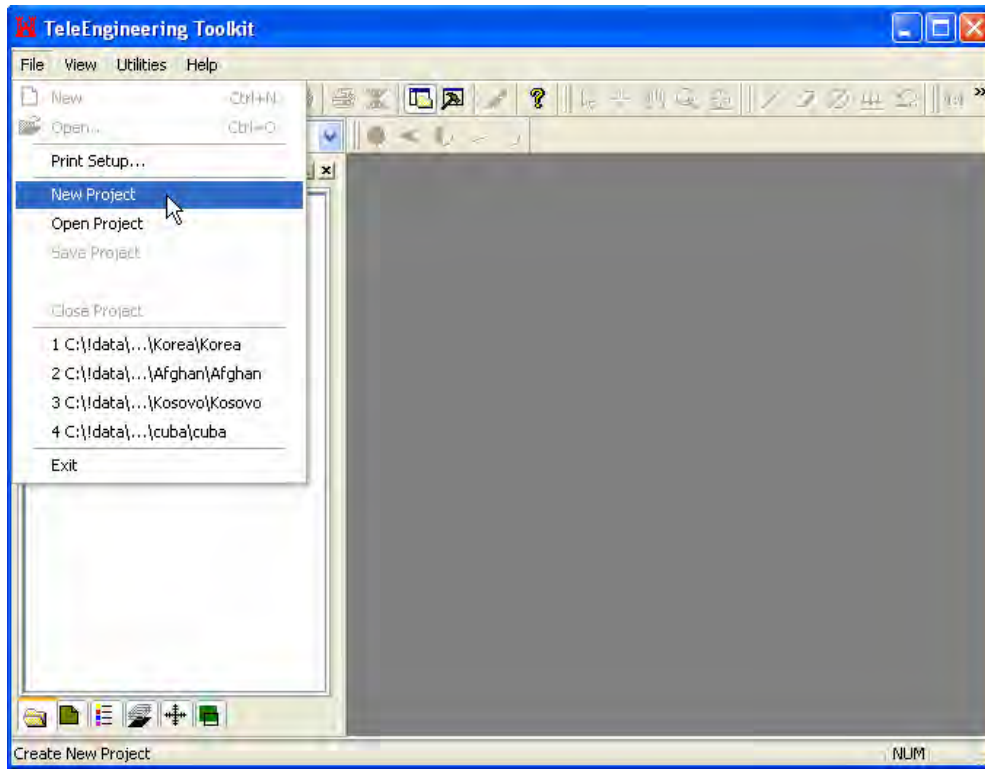 TeleEngineering Toolkit
File View Utilities Help
New Ctrl+N
Open... Ctrl+O
Print Setup...
New Project
Open Project
Save Project
Close Project
1 C:\!data\...\Korea\Korea
2 C:\!data\...\Afghan\Afghan
3 C:\!data\...\Kosovo\Kosovo
4 C:\!data\...\cuba\cuba
Exit
Create New Project NUM